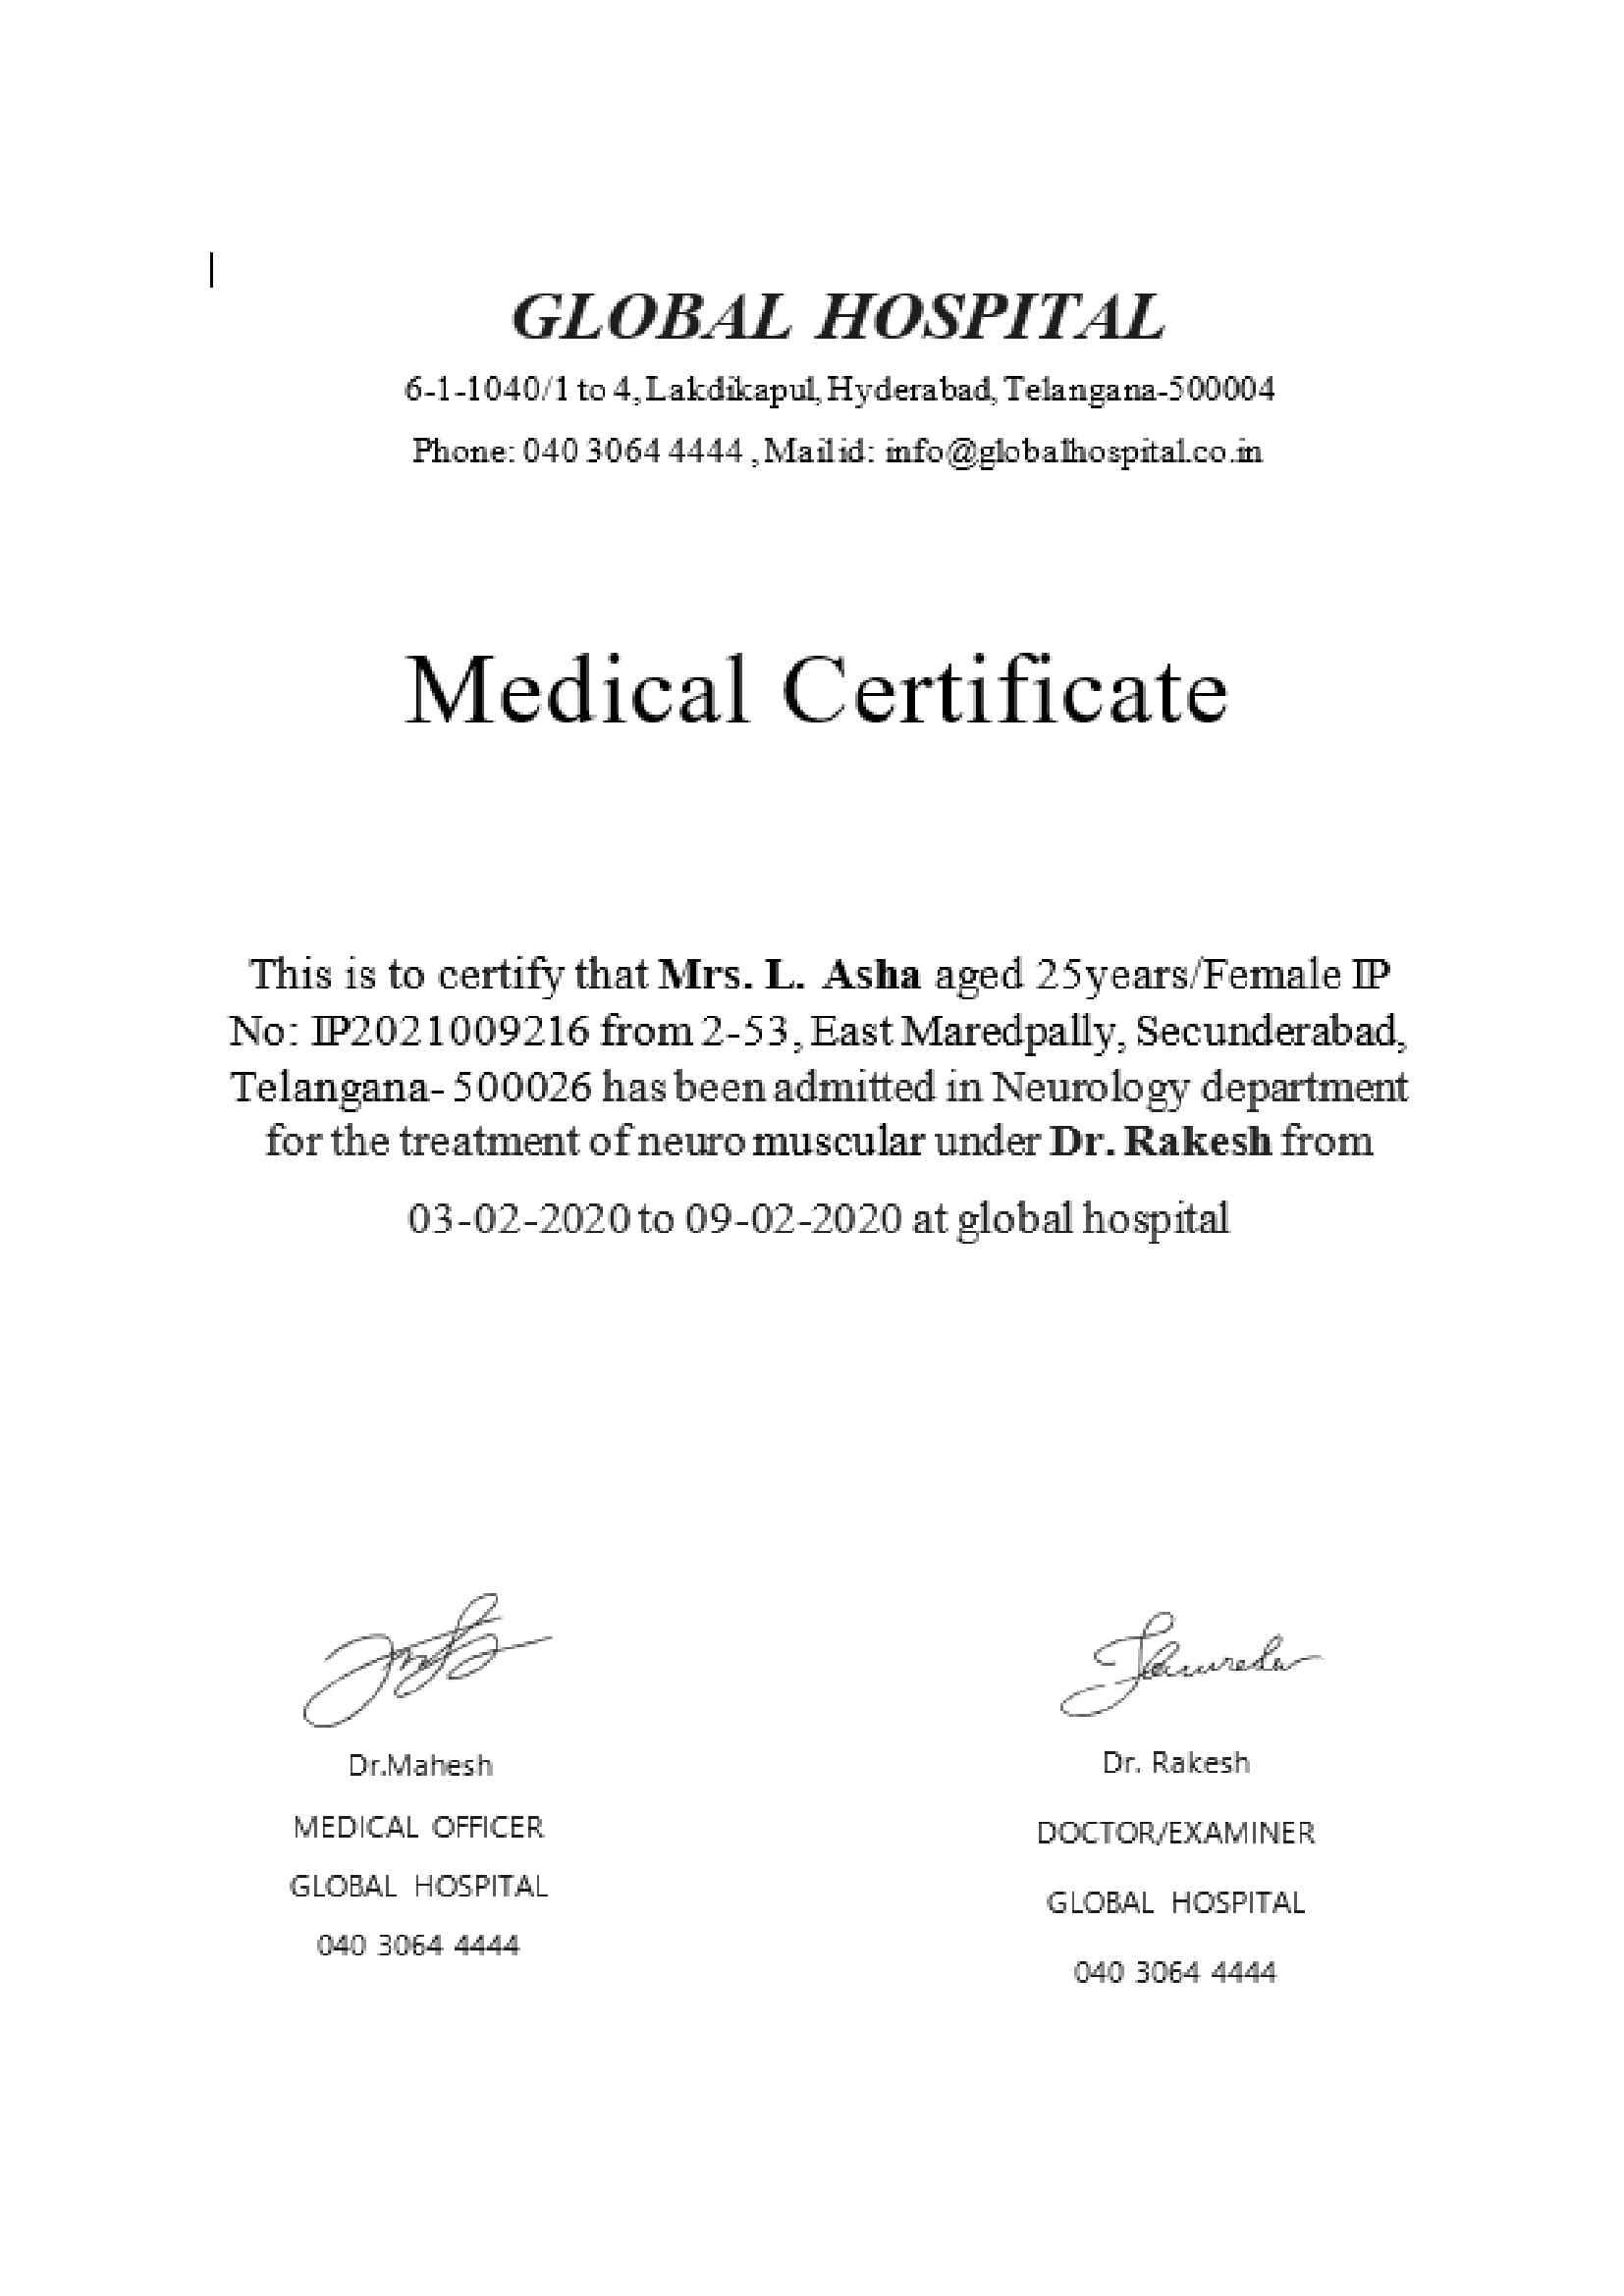 GLOBAL HOSPITAL
6-1-1040/1 to 4, Lakdikapul, Hyderabad, Telangana-500004
Phone: 040 3064 4444 , Mail id: info@globalhospital.co.in
Medical Certificate
This is to certify that Mrs. L. Asha aged 25years/Female IP
No: IP2021009216 from 2-53, East Maredpally, Secunderabad,
Telangana- 500026 has been admitted in Neurology department
for the treatment of neuro muscular under Dr. Rakesh from
03-02-2020 to 09-02-2020 at global hospital
Dr.Mahesh
MEDICAL OFFICER
GLOBAL HOSPITAL
040 3064 4444
Dr. Rakesh
DOCTOR/EXAMINER
GLOBAL HOSPITAL
040 3064 4444